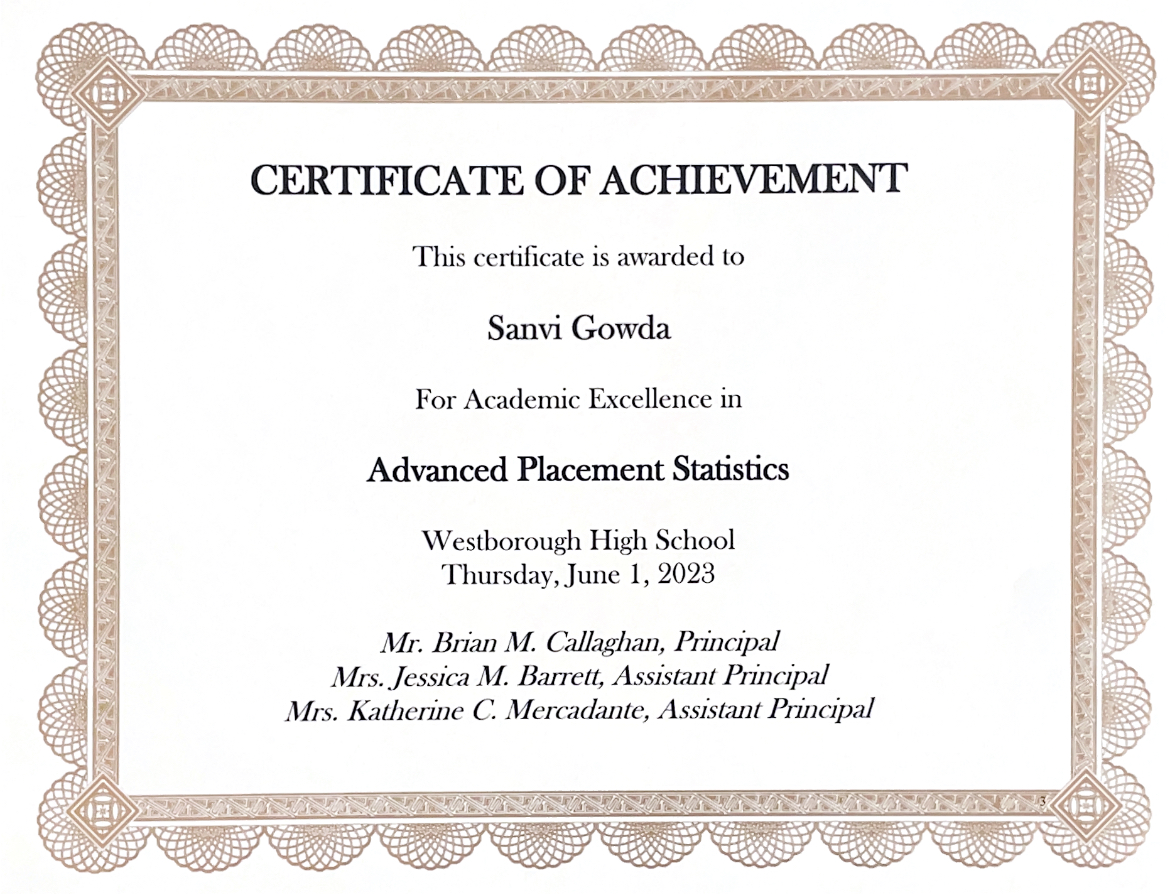 CERTIFICATE OF ACHIEVEMENT
This certificate is awarded to
Sanvi Gowda
For Academic Excellence in
Advanced Placement Statistics
Westborough High School
Thursday, June 1, 2023
Mr. Brian M. Callaghan, Principal
Mrs. Jessica M. Barrett, Assistant Principal
Mrs. Katherine C. Mercadante, Assistant Principal
3